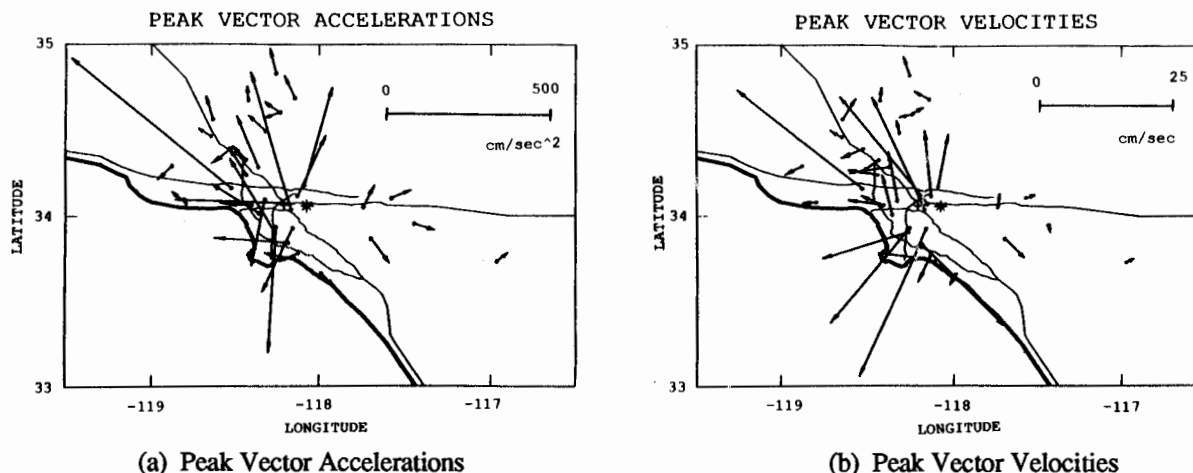 PEAK VECTOR ACCELERATIONS
35
34
33
LATITUDE
0 500
cm/sec^2
-119 -118 -117
LONGITUDE
(a) Peak Vector Accelerations
PEAK VECTOR VELOCITIES
35
34
33
LATITUDE
0 25
cm/sec
-119 -118 -117
LONGITUDE
(b) Peak Vector Velocities